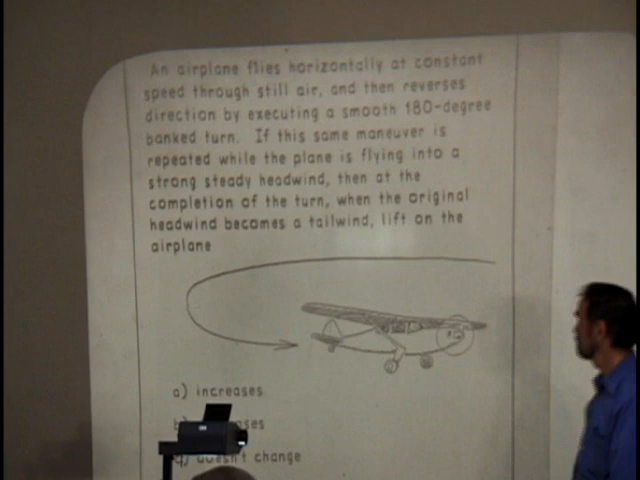 An airplane flies horizontally at constant
speed through still air, and then reverses
direction by executing a smooth 180-degree
banked turn. If this same maneuver is
repeated while the plane is flying into a
strong steady headwind, then at the
completion of the turn, when the original
headwind becomes a tailwind, lift on the
airplane
a) increases
doesn't change